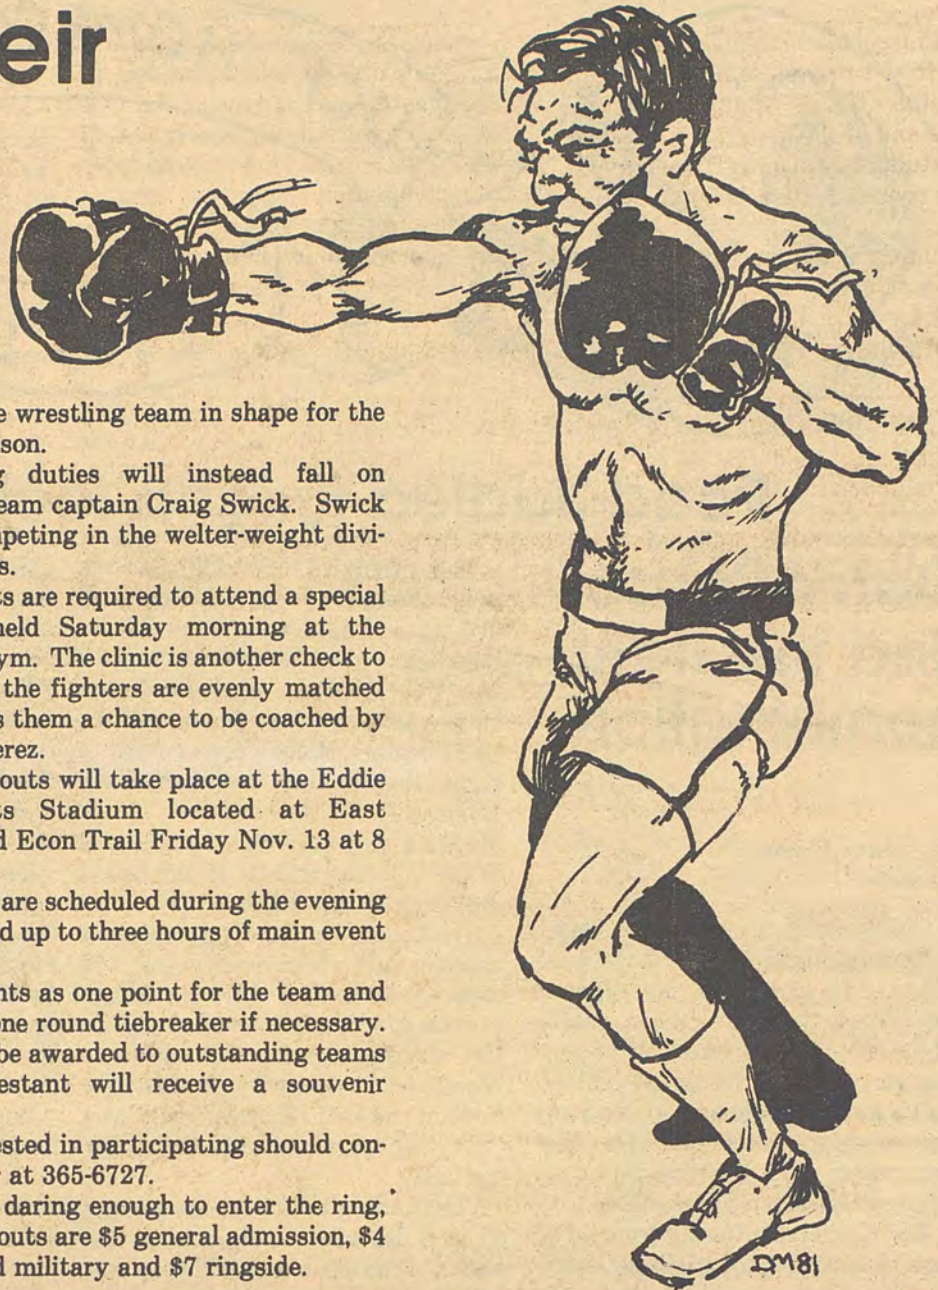 eir
e wrestling team in shape for the
son.
g duties will instead fall on
eam captain Craig Swick. Swick
peting in the welter-weight divi-
s.
ts are required to attend a special
held Saturday morning at the
ym. The clinic is another check to
the fighters are evenly matched
s them a chance to be coached by
erez.
outs will take place at the Eddie
ts Stadium located at East
d Econ Trail Friday Nov. 13 at 8
are scheduled during the evening
d up to three hours of main event
nts as one point for the team and
one round tiebreaker if necessary.
be awarded to outstanding teams
estant will receive a souvenir
ested in participating should con-
at 365-6727.
daring enough to enter the ring,
outs are $5 general admission, $4
d military and $7 ringside.
DM81